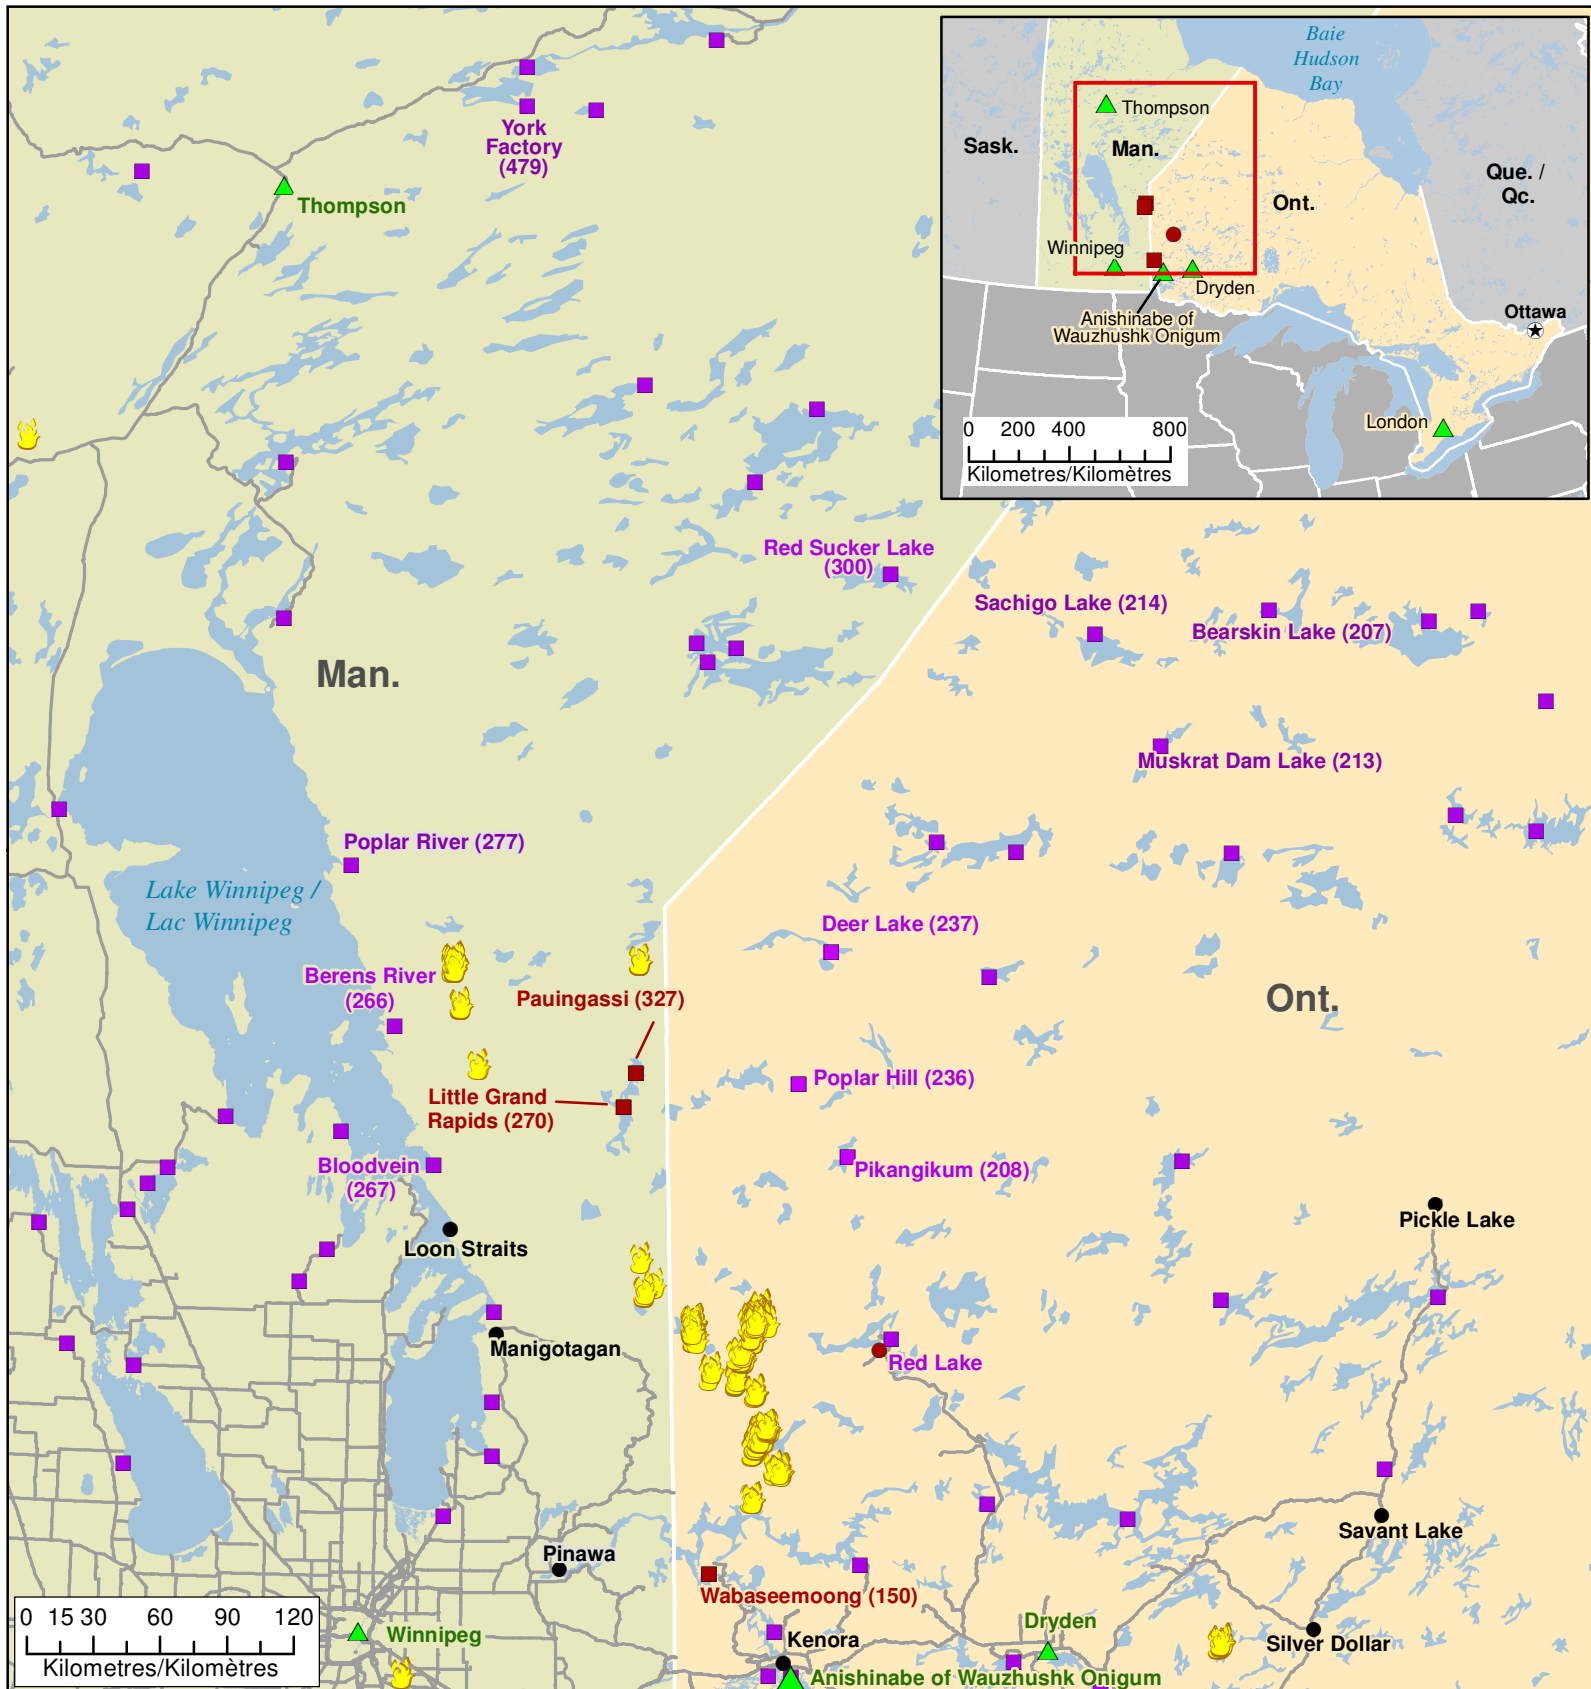 York
Factory
(479)
Thompson
Baie
Hudson
Bay
Thompson
Sask.
Man.
Ont.
Que. /
Qc.
Winnipeg
Dryden
Anishinabe of
Wauzhushk Onigum
Ottawa
London
0 200 400 800
Kilometres/Kilomètres
Red Sucker Lake
(300)
Sachigo Lake (214)
Bearskin Lake (207)
Man.
Muskrat Dam Lake (213)
Poplar River (277)
Lake Winnipeg /
Lac Winnipeg
Deer Lake (237)
Berens River
(266)
Pauingassi (327)
Ont.
Poplar Hill (236)
Little Grand
Rapids (270)
Bloodvein
(267)
Pikangikum (208)
Pickle Lake
Loon Straits
Manigotagan
Red Lake
Savant Lake
Pinawa
Wabaseemoong (150)
0 15 30 60 90 120
Kilometres/Kilomètres
Winnipeg
Kenora
Dryden
Silver Dollar
Anishinabe of Wauzhushk Onigum